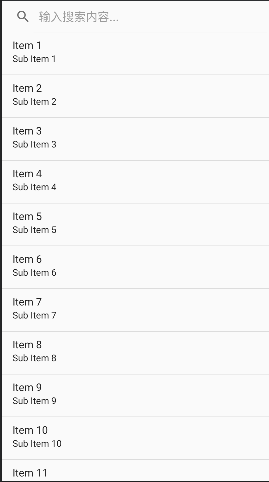 输入搜索内容...
Item 1
Sub Item 1
Item 2
Sub Item 2
Item 3
Sub Item 3
Item 4
Sub Item 4
Item 5
Sub Item 5
Item 6
Sub Item 6
Item 7
Sub Item 7
Item 8
Sub Item 8
Item 9
Sub Item 9
Item 10
Sub Item 10
Item 11